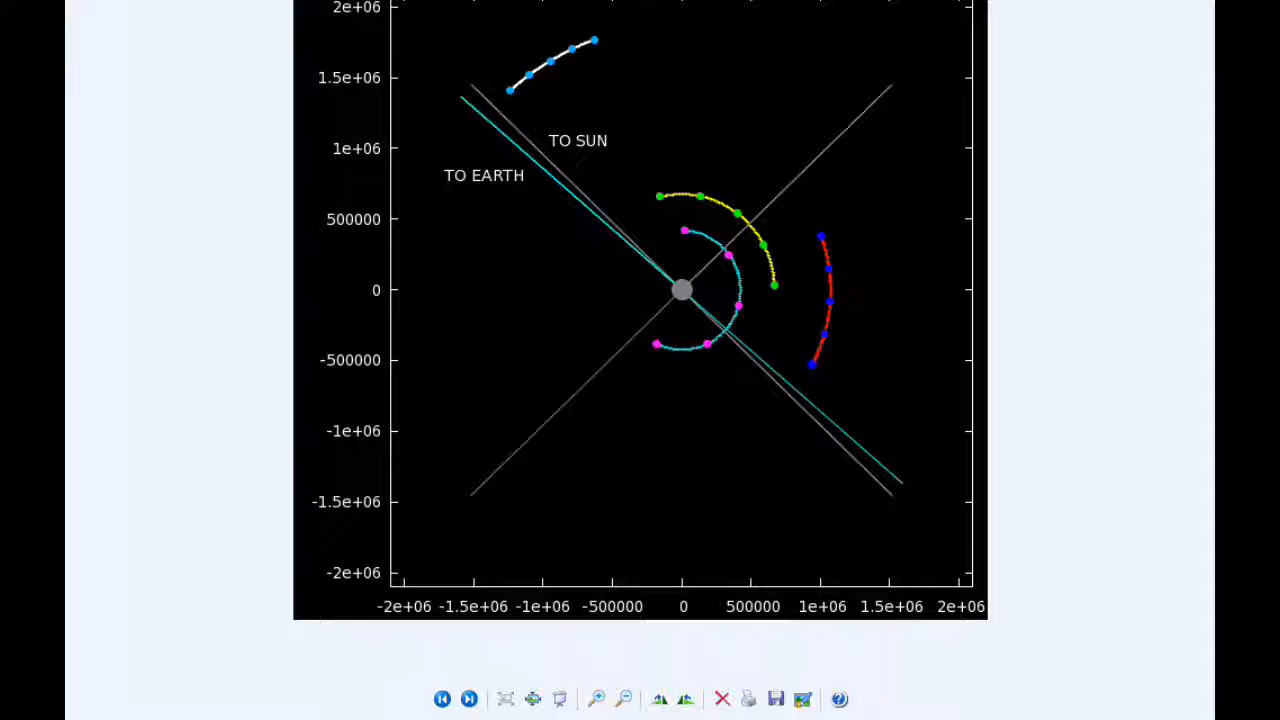 2e+06
1.5e+06
TO SUN
1e+06
TO EARTH
500000
0
-500000
-1e+06
-1.5e+06
-2e+06
-2e+06 -1.5e+06 -1e+06 -500000 0 500000 1e+06 1.5e+06 2e+06